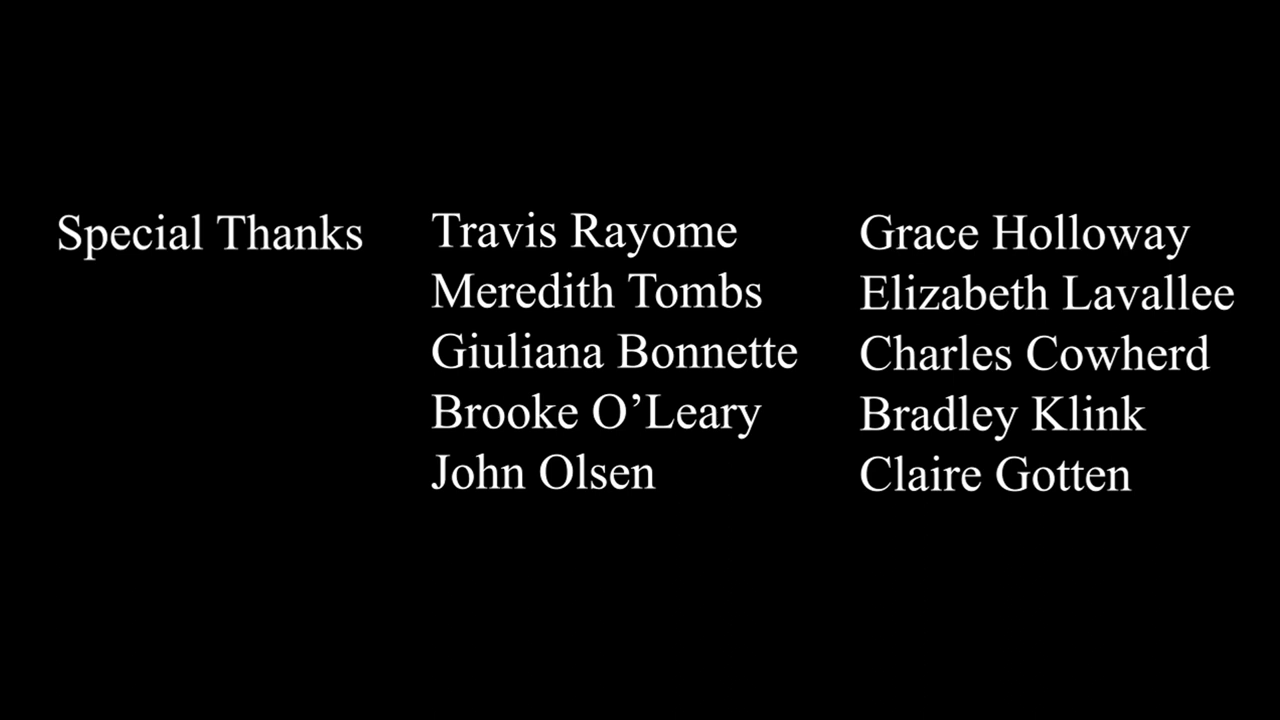 Special Thanks
Travis Rayome
Meredith Tombs
Giuliana Bonnette
Brooke O’Leary
John Olsen
Grace Holloway
Elizabeth Lavallee
Charles Cowherd
Bradley Klink
Claire Gotten